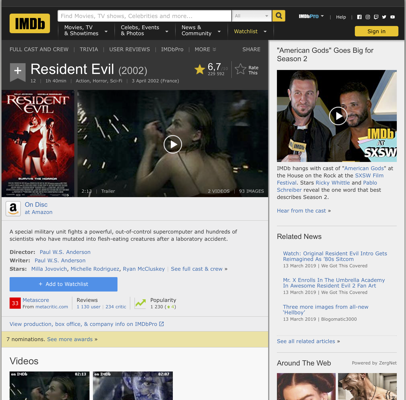 IMDb
Find Movies, TV shows, Celebrities and more...
All
IMDbPro
Help
Movies, TV
& Showtimes
Celebs, Events
& Photos
News &
Community
Watchlist
Sign in
FULL CAST AND CREW | TRIVIA | USER REVIEWS | IMDbPro | MORE
SHARE
Resident Evil (2002)
12 | 1h 40min | Action, Horror, Sci-Fi | 3 April 2002 (France)
6,7
Rate
This
RESIDENT EVIL
2:12 | Trailer
2 VIDEOS
93 IMAGES
On Disc
at Amazon
A special military unit fights a powerful, out-of-control supercomputer and hundreds of
scientists who have mutated into flesh-eating creatures after a laboratory accident.
Director: Paul W.S. Anderson
Writer: Paul W.S. Anderson
Stars: Milla Jovovich, Michelle Rodriguez, Ryan McCluskey | See full cast & crew »
+ Add to Watchlist
Metascore
From metacritic.com
Reviews
Popularity
View production, box office, & company info on IMDbPro
7 nominations. See more awards »
Videos
IMDb
02:12
IMDb
"American Gods" Goes Big for
Season 2
IMDb
AT
SXSW
IMDb hangs with cast of "American Gods" at
the House on the Rock at the SXSW Film
Festival. Stars Ricky Whittle and Pablo
Schreiber reveal the one word that best
describes Season 2.
Hear from the cast »
Related News
Watch: Original Resident Evil Intro Gets
Reimagined As '80s Sitcom
13 March 2019 | We Got This Covered
Mr. X Enrolls In The Umbrella Academy
In Awesome Resident Evil 2 Fan Art
13 March 2019 | We Got This Covered
Three more images from all-new
'Hellboy'
13 March 2019 | Blogomatic3000
See all related articles »
Around The Web
Powered by ZergNet